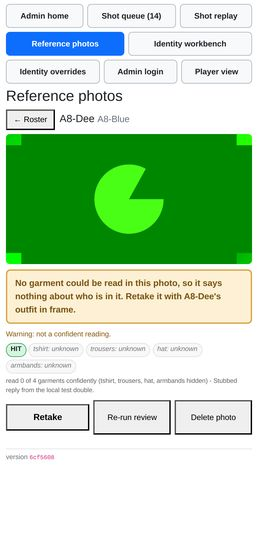 Admin home
Shot queue (14)
Shot replay
Reference photos
Identity workbench
Identity overrides
Admin login
Player view
Reference photos
← Roster
A8-Dee A8-Blue
No garment could be read in this photo, so it says
nothing about who is in it. Retake it with A8-Dee's
outfit in frame.
Warning: not a confident reading.
HIT
tshirt: unknown
trousers: unknown
hat: unknown
armbands: unknown
read 0 of 4 garments confidently (tshirt, trousers, hat, armbands hidden) · Stubbed
reply from the local test double.
Retake
Re-run review
Delete photo
version 6cf5608